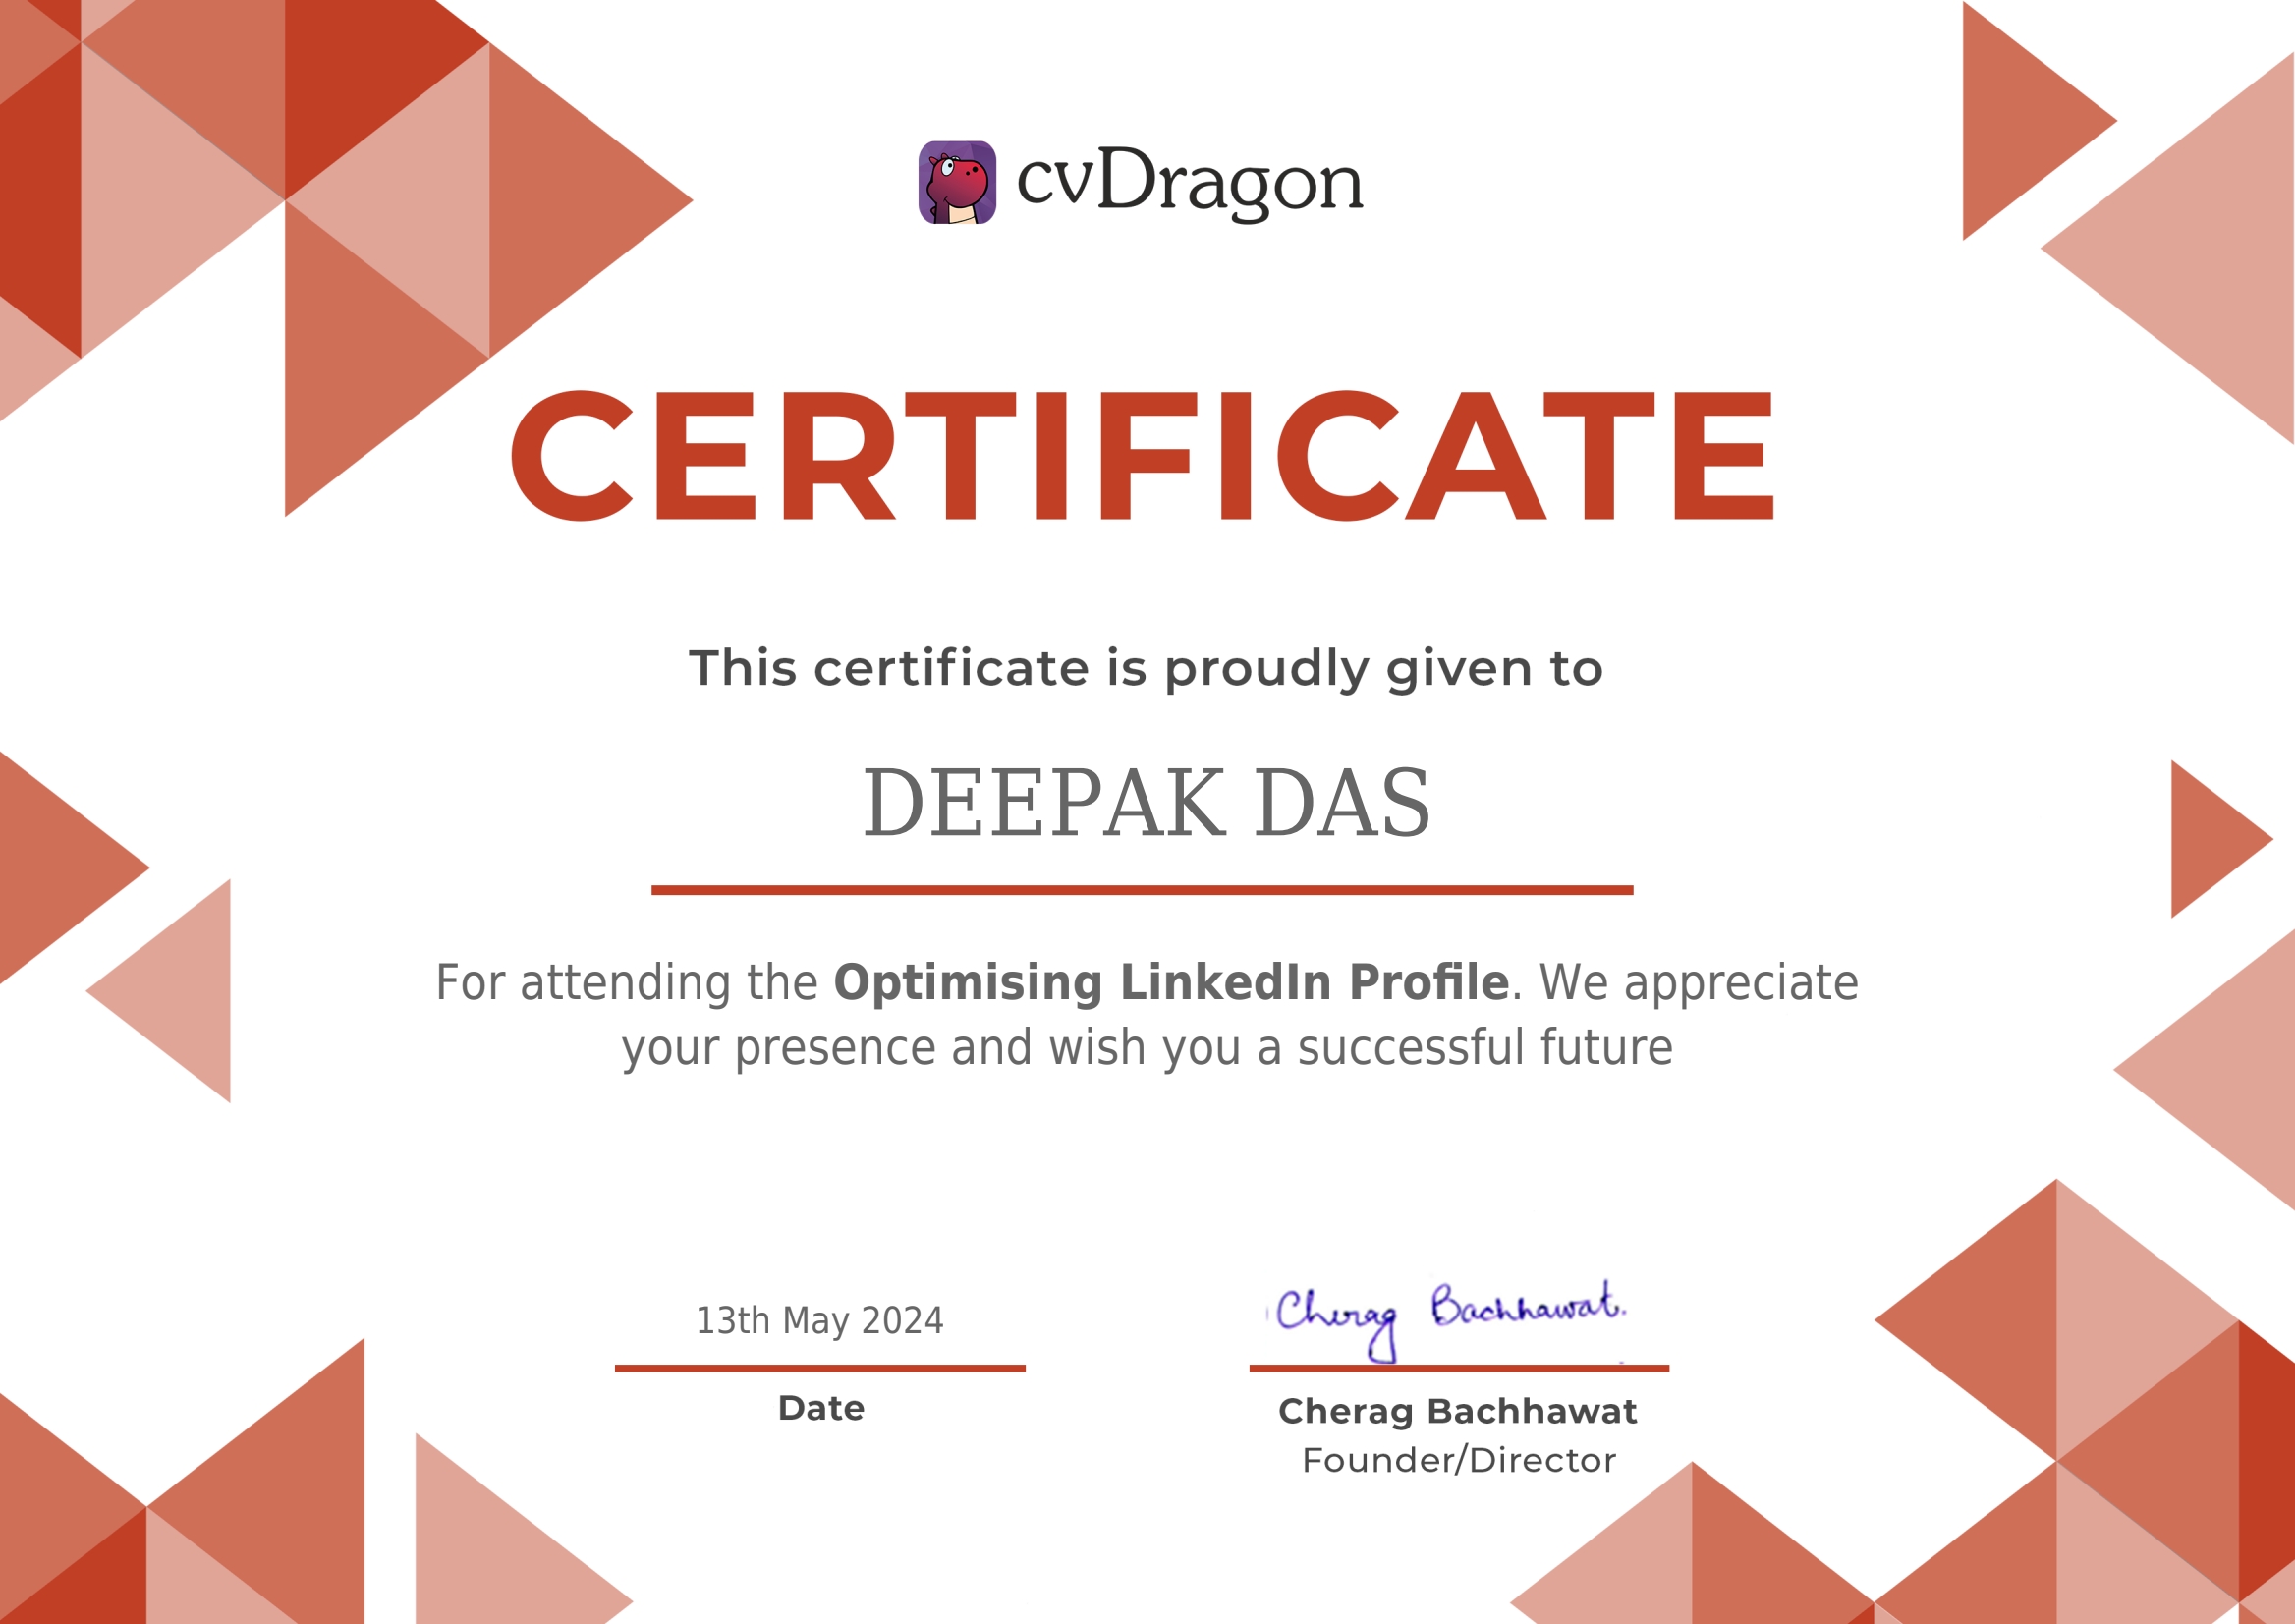 cvDragon
CERTIFICATE
This certificate is proudly given to
DEEPAK DAS
For attending the Optimising LinkedIn Profile. We appreciate
your presence and wish you a successful future
13th May 2024
Date
Cherag Bachhawat.
Cherag Bachhawat
Founder/Director